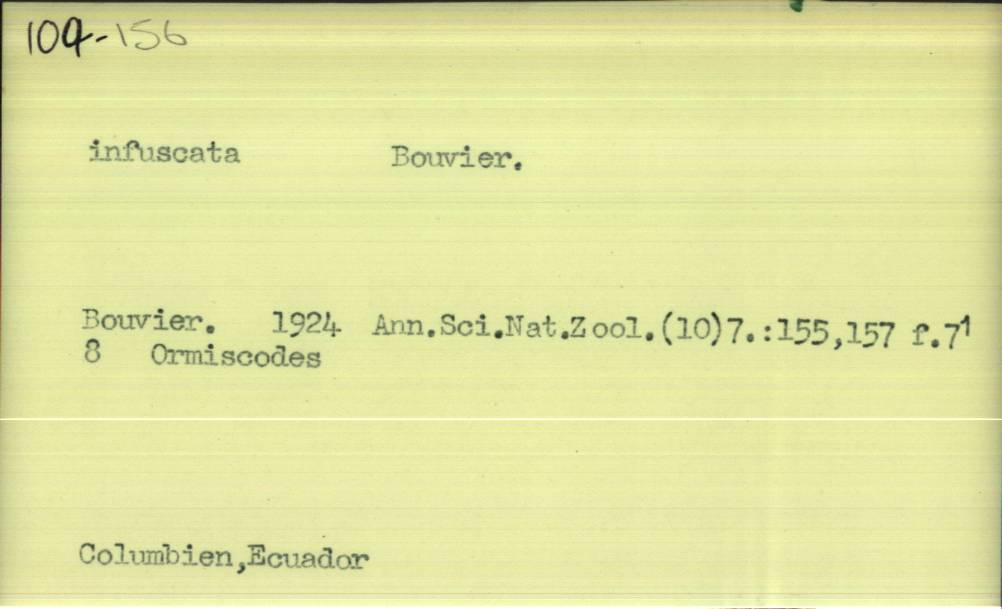 109-156
infuscata Bouvier.
Bouvier. 1924 Ann.Sci.Nat.Zool.(10)7.:155,157 f.7¹
8 Ormiscodes
Columbien,Ecuador